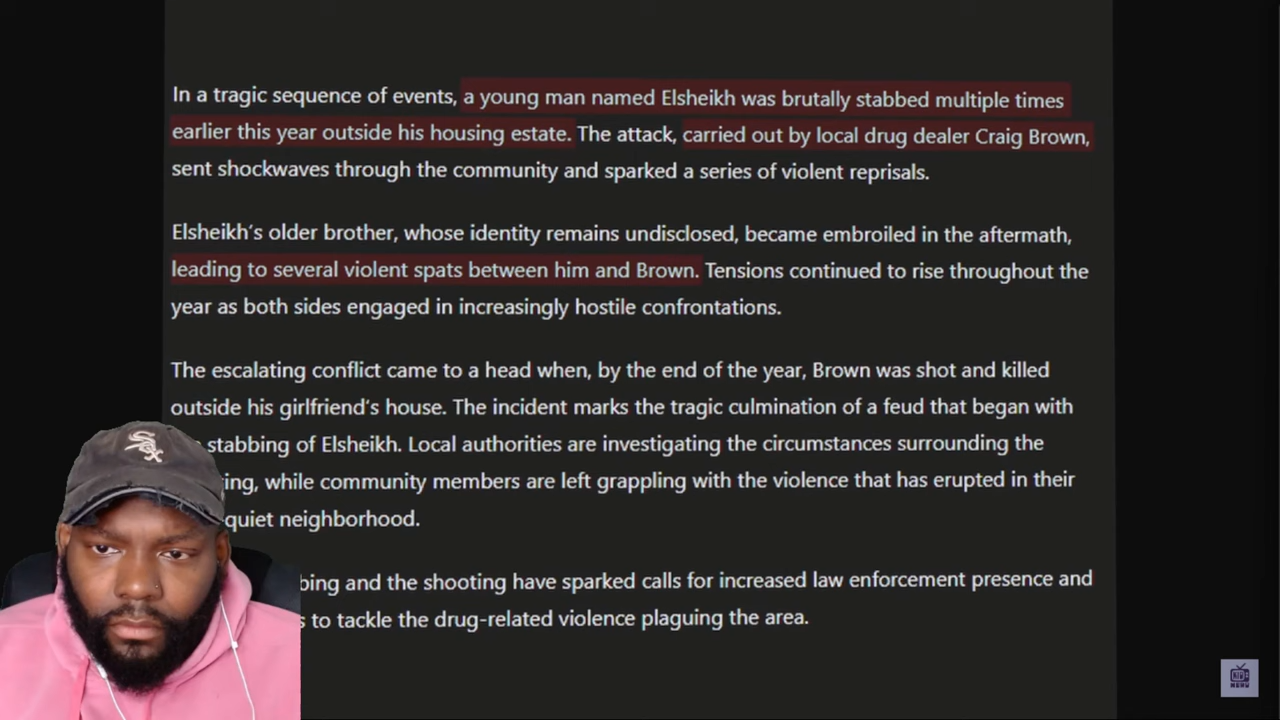 In a tragic sequence of events, a young man named Elsheikh was brutally stabbed multiple times
earlier this year outside his housing estate. The attack, carried out by local drug dealer Craig Brown,
sent shockwaves through the community and sparked a series of violent reprisals.
Elsheikh's older brother, whose identity remains undisclosed, became embroiled in the aftermath,
leading to several violent spats between him and Brown. Tensions continued to rise throughout the
year as both sides engaged in increasingly hostile confrontations.
The escalating conflict came to a head when, by the end of the year, Brown was shot and killed
outside his girlfriend's house. The incident marks the tragic culmination of a feud that began with
stabbing of Elsheikh. Local authorities are investigating the circumstances surrounding the
ing, while community members are left grappling with the violence that has erupted in their
quiet neighborhood.
bing and the shooting have sparked calls for increased law enforcement presence and
s to tackle the drug-related violence plaguing the area.